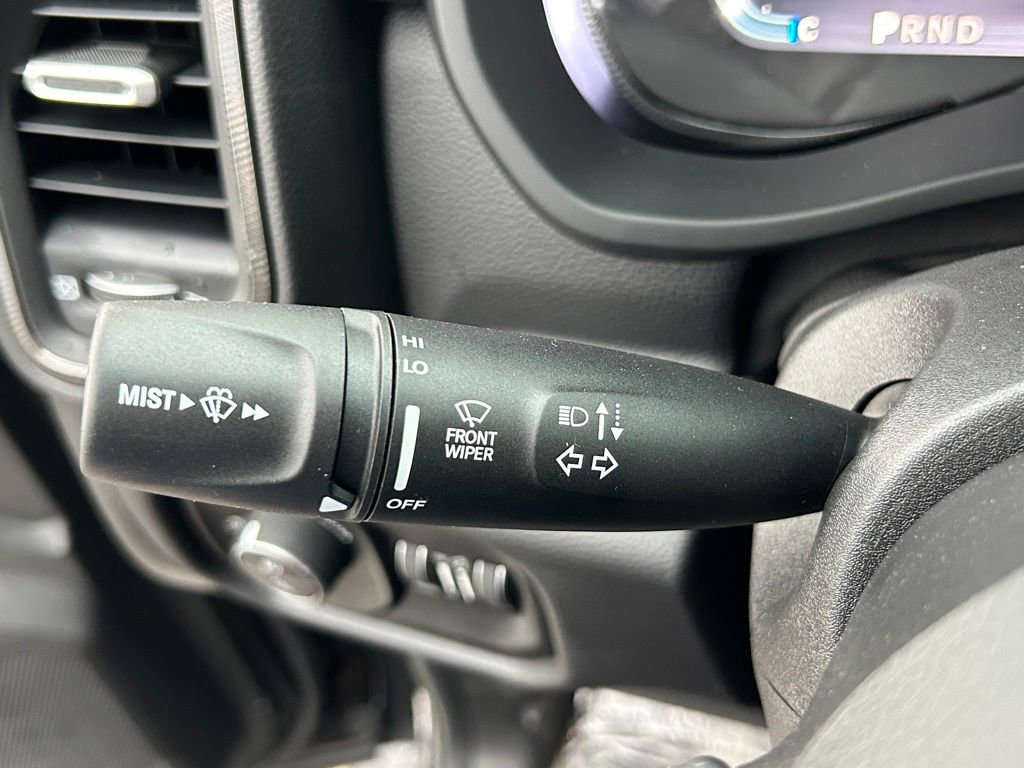 C
PRND
HI
LO
MIST
FRONT
WIPER
OFF